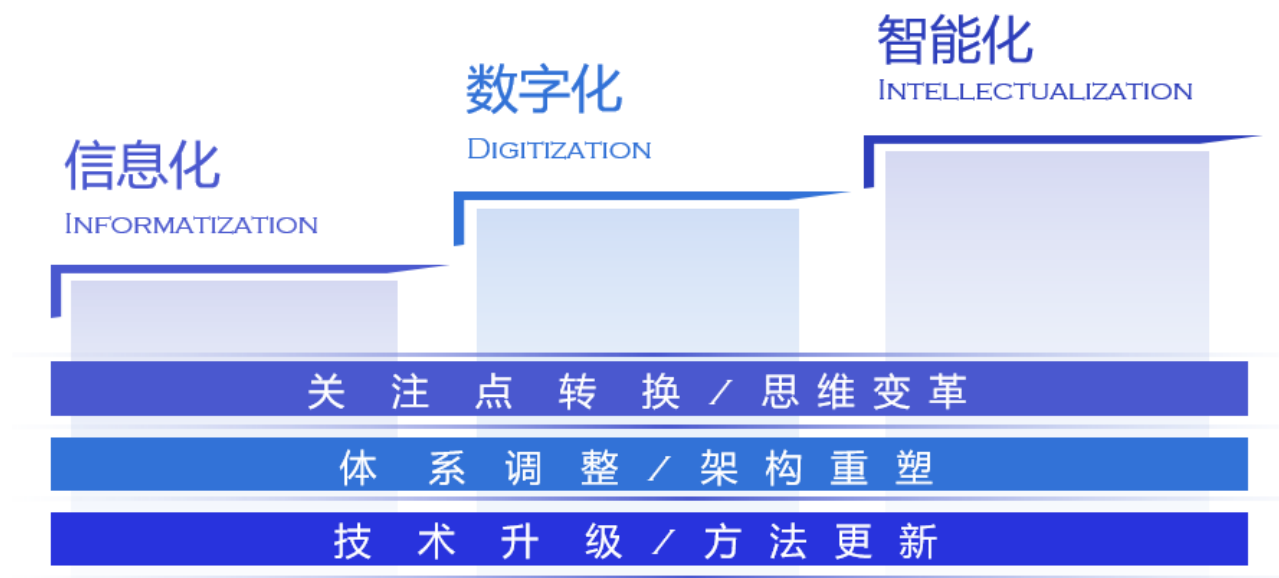 信息化
INFORMATIZATION
数字化
DIGITIZATION
智能化
INTELLECTUALIZATION
关注点转换/思维变革
体系调整/架构重塑
技术升级/方法更新